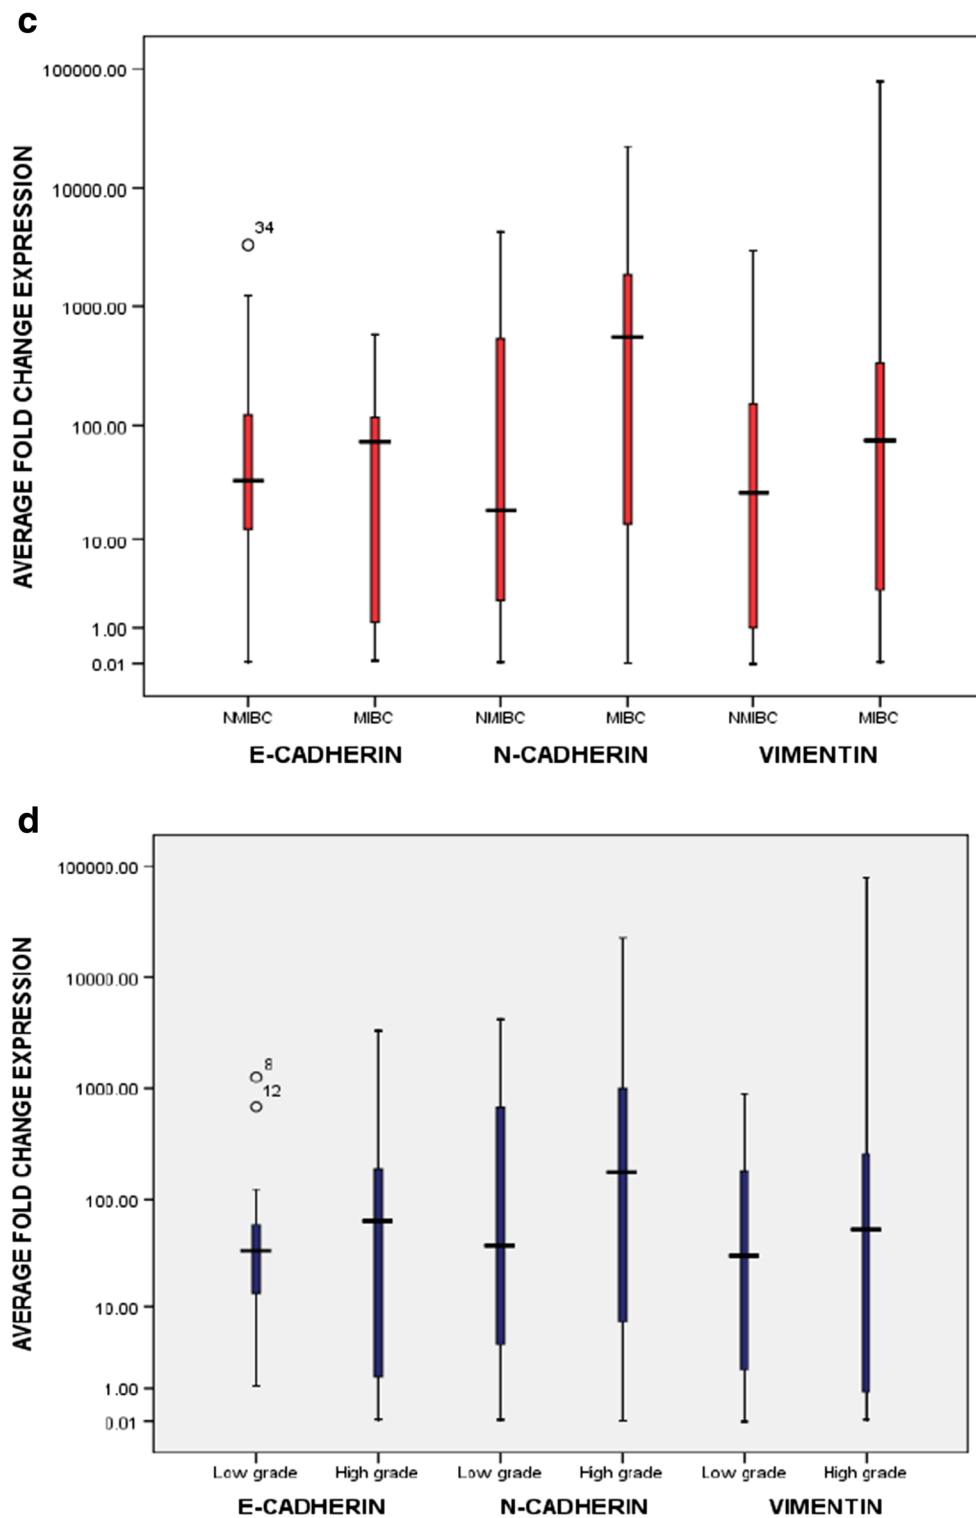 c
AVERAGE FOLD CHANGE EXPRESSION
100000.00
10000.00
1000.00
100.00
10.00
1.00
0.01
34
NMIBC MIBC NMIBC MIBC NMIBC MIBC
E-CADHERIN N-CADHERIN VIMENTIN
d
AVERAGE FOLD CHANGE EXPRESSION
100000.00
10000.00
1000.00
100.00
10.00
1.00
0.01
8
12
Low grade High grade Low grade High grade Low grade High grade
E-CADHERIN N-CADHERIN VIMENTIN